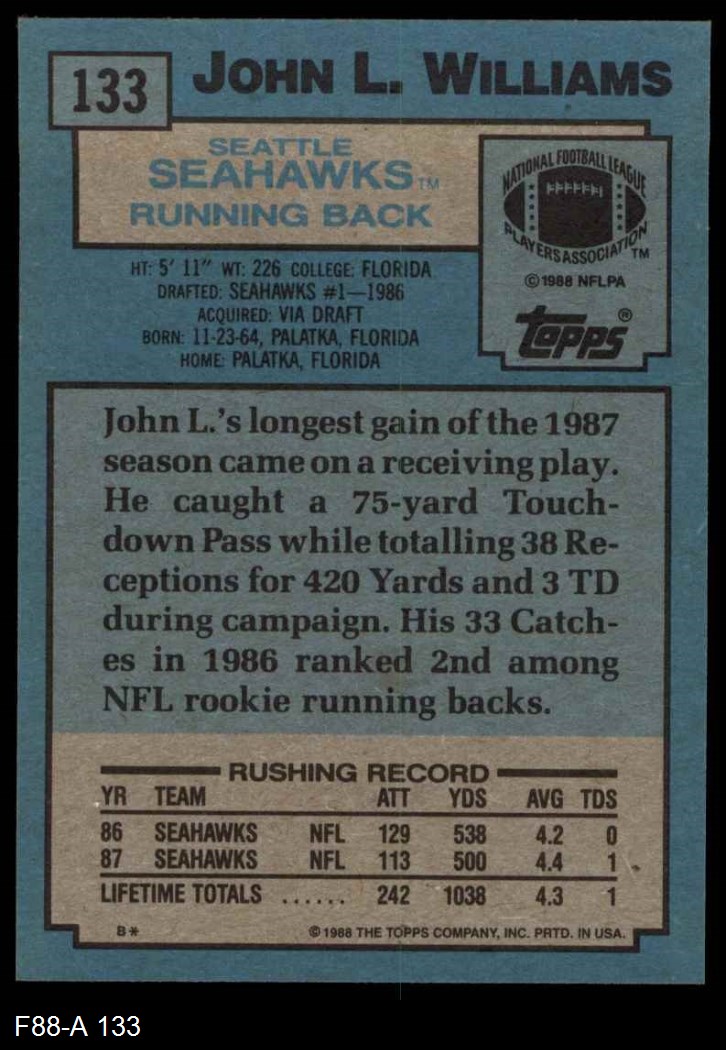 133
JOHN L. WILLIAMS
SEATTLE
SEAHAWKS™
RUNNING BACK
NATIONAL FOOTBALL LEAGUE
PLAYERS ASSOCIATION™
© 1988 NFLPA
topps®
HT: 5' 11" WT: 226 COLLEGE: FLORIDA
DRAFTED: SEAHAWKS #1—1986
ACQUIRED: VIA DRAFT
BORN: 11-23-64, PALATKA, FLORIDA
HOME: PALATKA, FLORIDA
John L.'s longest gain of the 1987
season came on a receiving play.
He caught a 75-yard Touch-
down Pass while totalling 38 Re-
ceptions for 420 Yards and 3 TD
during campaign. His 33 Catch-
es in 1986 ranked 2nd among
NFL rookie running backs.
RUSHING RECORD
YR TEAM ATT YDS AVG TDS
86 SEAHAWKS NFL 129 538 4.2 0
87 SEAHAWKS NFL 113 500 4.4 1
LIFETIME TOTALS ...... 242 1038 4.3 1
B* © 1988 THE TOPPS COMPANY, INC. PRTD. IN USA.
F88-A 133